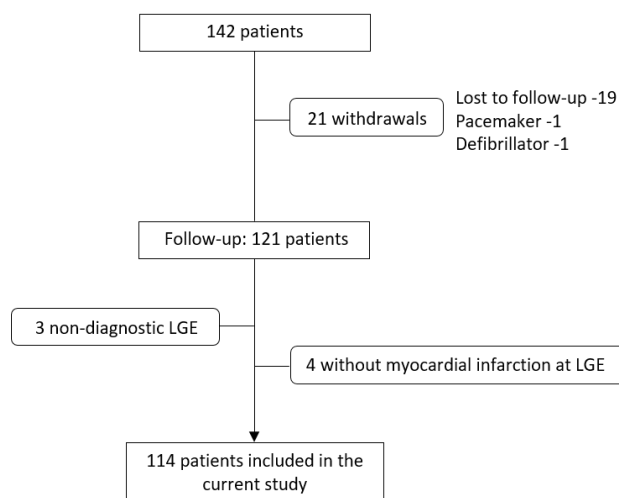 142 patients
21 withdrawals
Lost to follow-up -19
Pacemaker -1
Defibrillator -1
Follow-up: 121 patients
3 non-diagnostic LGE
4 without myocardial infarction at LGE
114 patients included in the
current study